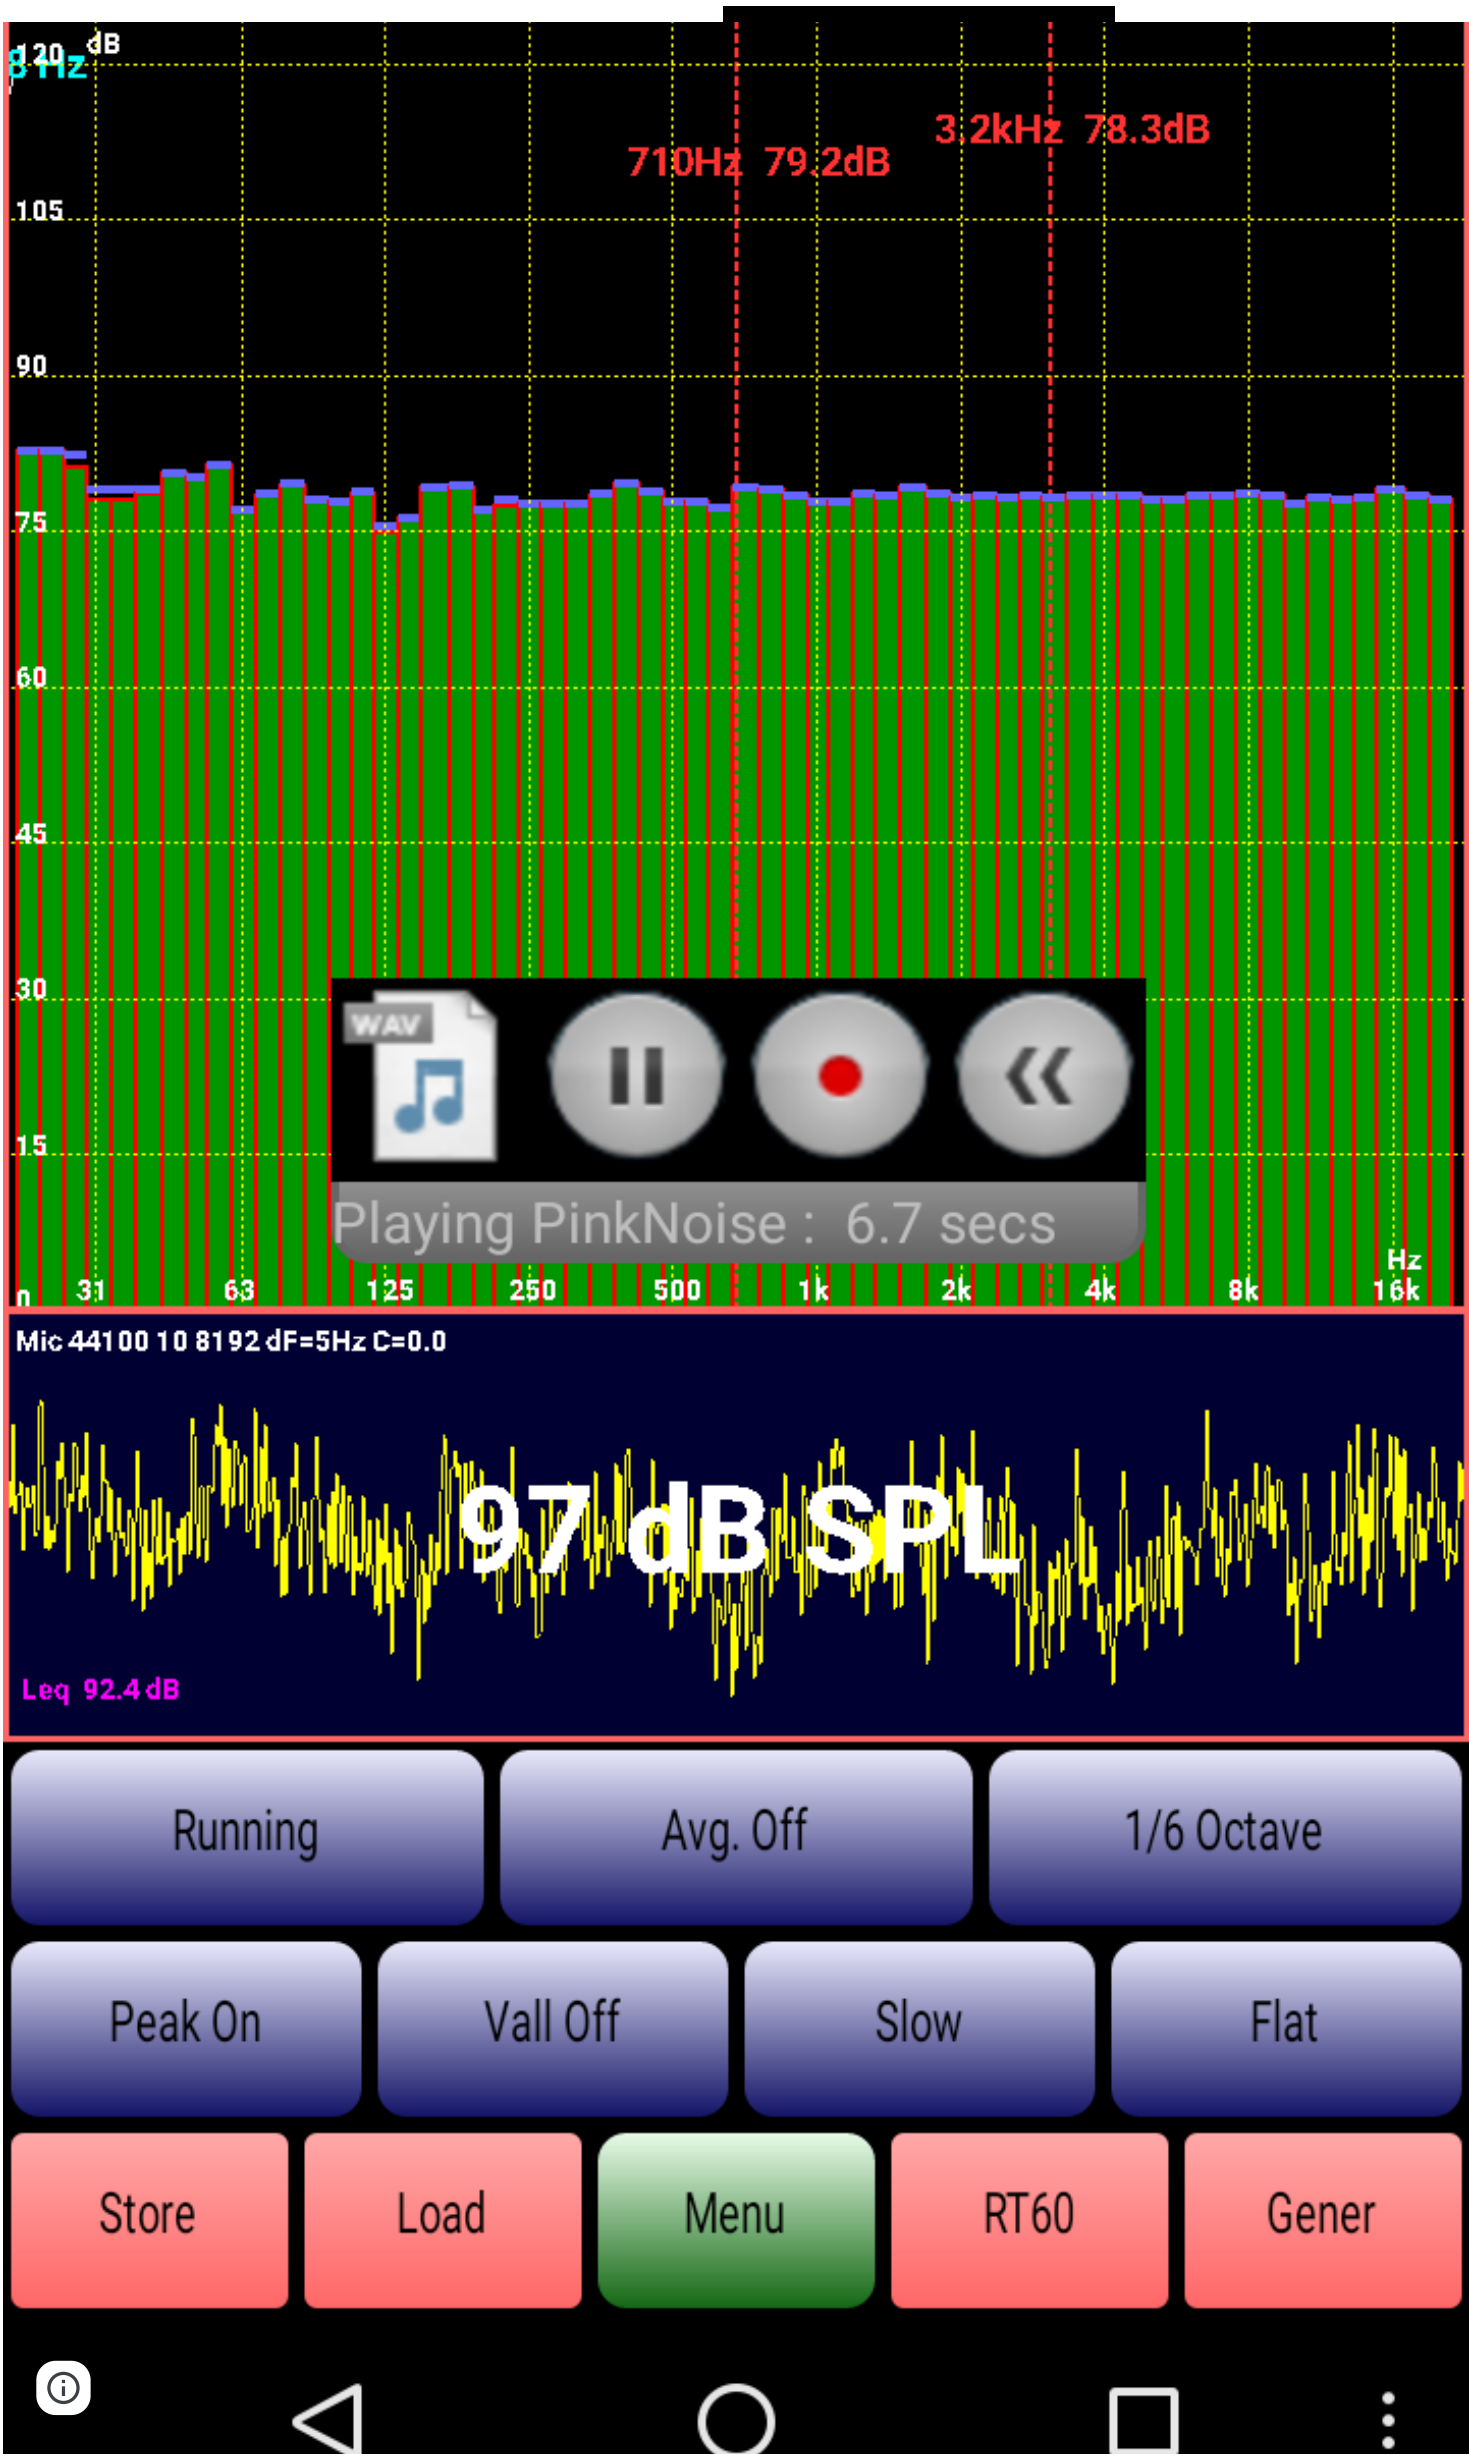 120 dB
Hz
3.2kHz 78.3dB
710Hz 79.2dB
105
90
75
60
45
30
15
0
WAV
Playing PinkNoise : 6.7 secs
Hz
31 63 125 250 500 1k 2k 4k 8k 16k
Mic 44100 10 8192 dF=5Hz C=0.0
97 dB SPL
Leq 92.4 dB
Running Avg. Off 1/6 Octave
Peak On Vall Off Slow Flat
Store Load Menu RT60 Gener